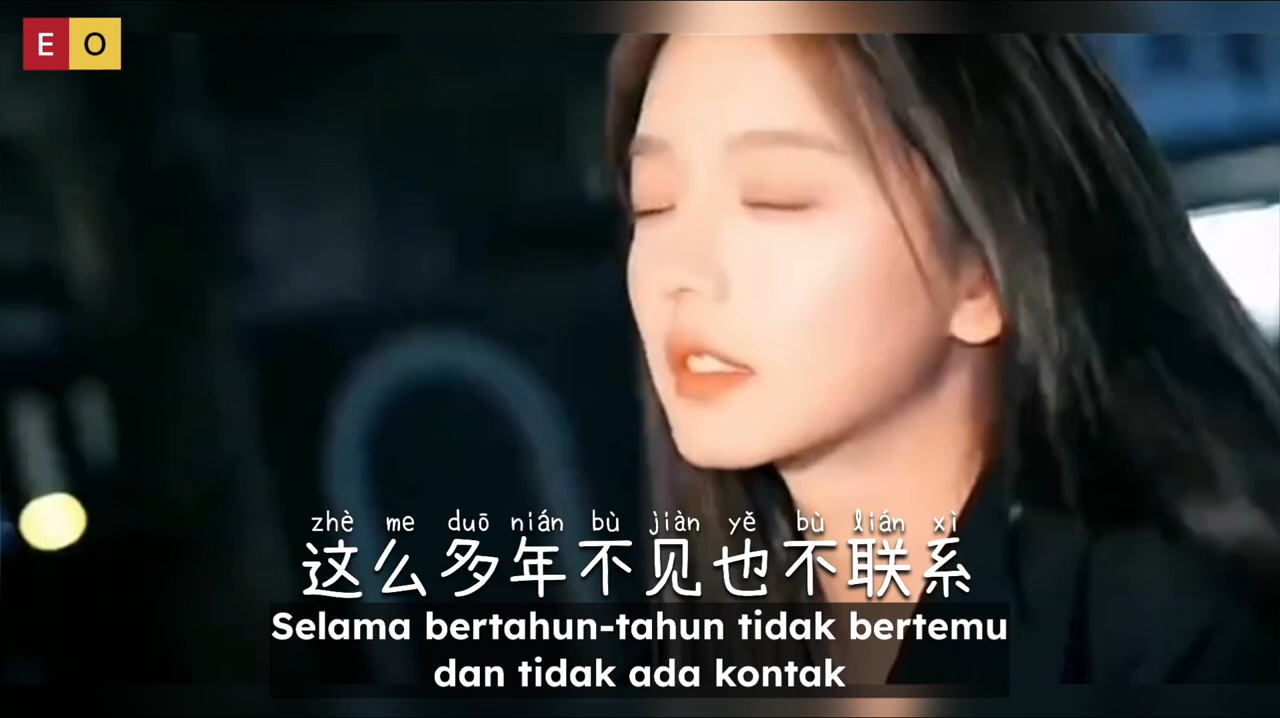 E O
zhè me duō nián bù jiàn yě bù lián xì
这么多年不见也不联系
Selama bertahun-tahun tidak bertemu
dan tidak ada kontak